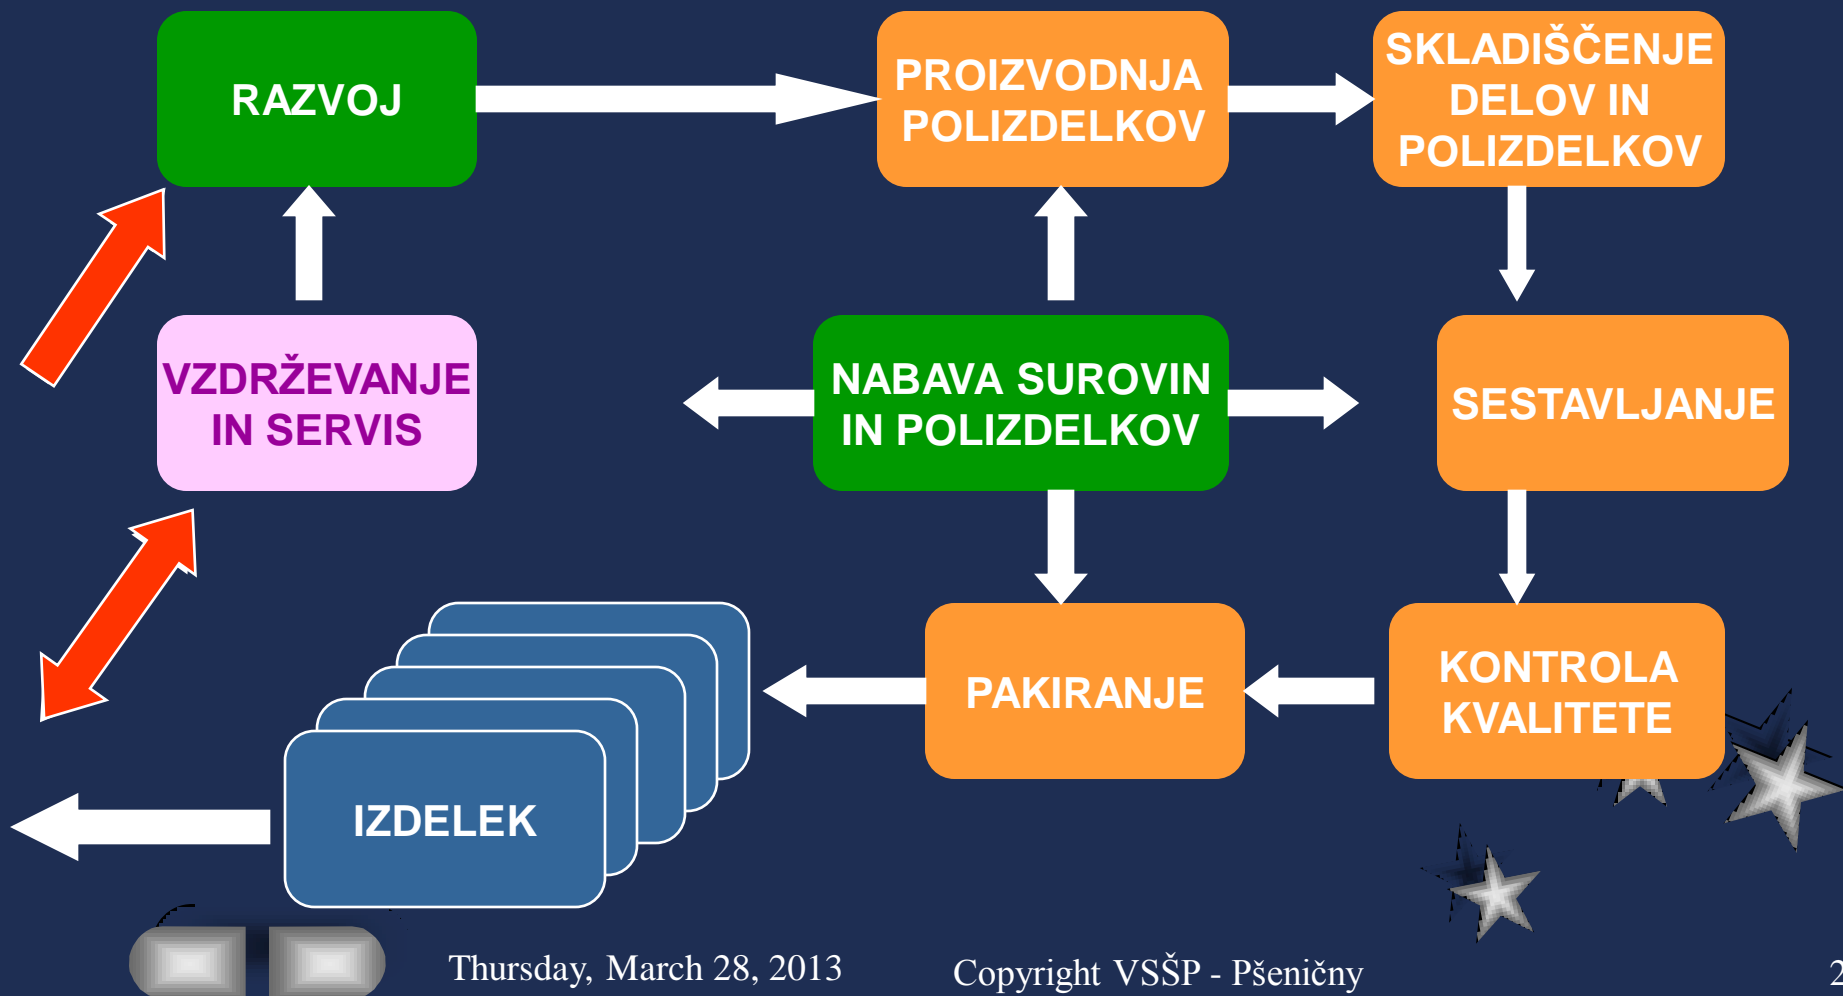 RAZVOJ
PROIZVODNJA
POLIZDELKOV
SKLADIŠČENJE
DELOV IN
POLIZDELKOV
VZDRŽEVANJE
IN SERVIS
NABAVA SUROVIN
IN POLIZDELKOV
SESTAVLJANJE
IZDELEK
PAKIRANJE
KONTROLA
KVALITETE
Thursday, March 28, 2013
Copyright VSŠP - Pšeničny
2